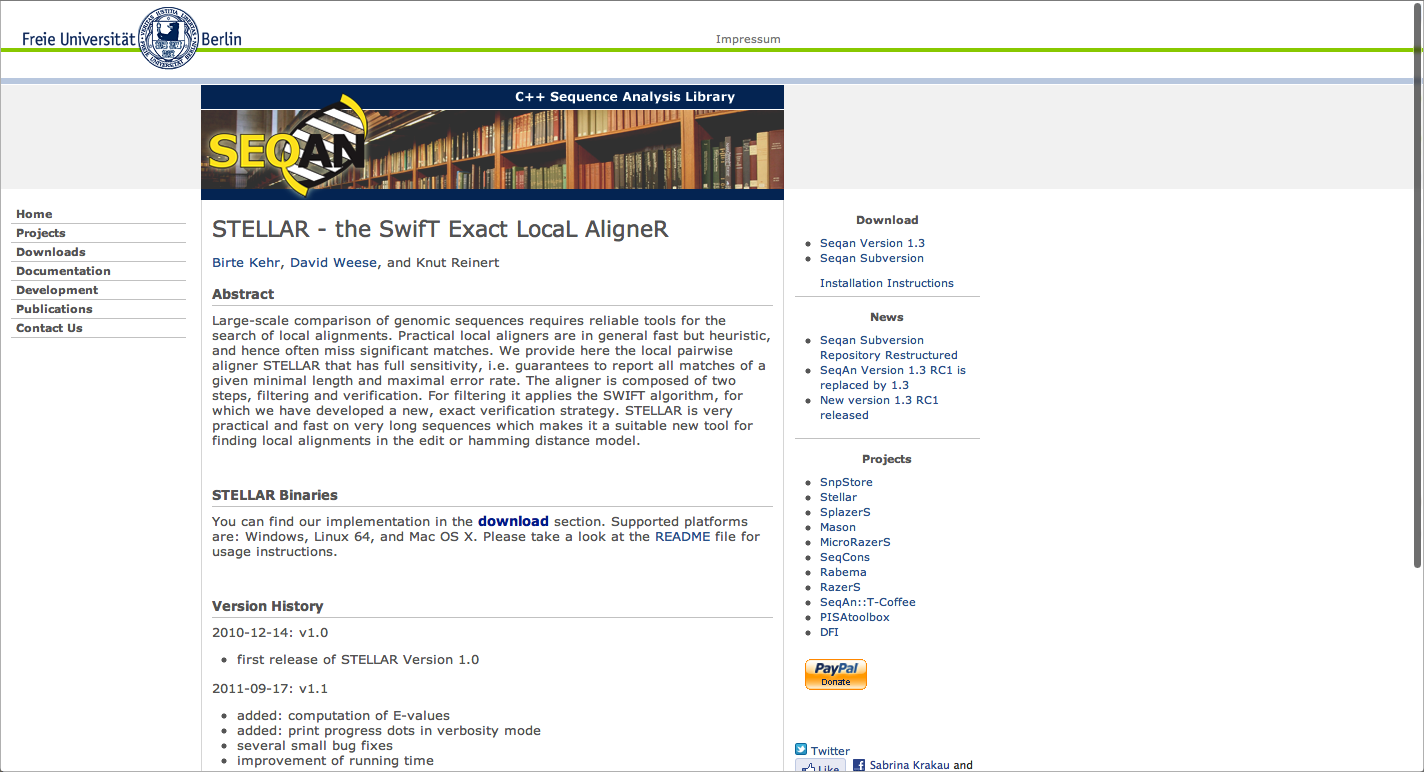 Freie Universität Berlin
Impressum
C++ Sequence Analysis Library
SEQAN
Home
Projects
Downloads
Documentation
Development
Publications
Contact Us
STELLAR - the SwifT Exact LocaL AligneR
Birte Kehr, David Weese, and Knut Reinert
Abstract
Large-scale comparison of genomic sequences requires reliable tools for the
search of local alignments. Practical local aligners are in general fast but heuristic,
and hence often miss significant matches. We provide here the local pairwise
aligner STELLAR that has full sensitivity, i.e. guarantees to report all matches of a
given minimal length and maximal error rate. The aligner is composed of two
steps, filtering and verification. For filtering it applies the SWIFT algorithm, for
which we have developed a new, exact verification strategy. STELLAR is very
practical and fast on very long sequences which makes it a suitable new tool for
finding local alignments in the edit or hamming distance model.
STELLAR Binaries
You can find our implementation in the download section. Supported platforms
are: Windows, Linux 64, and Mac OS X. Please take a look at the README file for
usage instructions.
Version History
2010-12-14: v1.0
first release of STELLAR Version 1.0
2011-09-17: v1.1
added: computation of E-values
added: print progress dots in verbosity mode
several small bug fixes
improvement of running time
Download
Seqan Version 1.3
Seqan Subversion
Installation Instructions
News
Seqan Subversion
Repository Restructured
SeqAn Version 1.3 RC1 is
replaced by 1.3
New version 1.3 RC1
released
Projects
SnpStore
Stellar
SplazerS
Mason
MicroRazerS
SeqCons
Rabema
RazerS
SeqAn::T-Coffee
PISAtoolbox
DFI
PayPal
Donate
Twitter
Like
Sabrina Krakau and